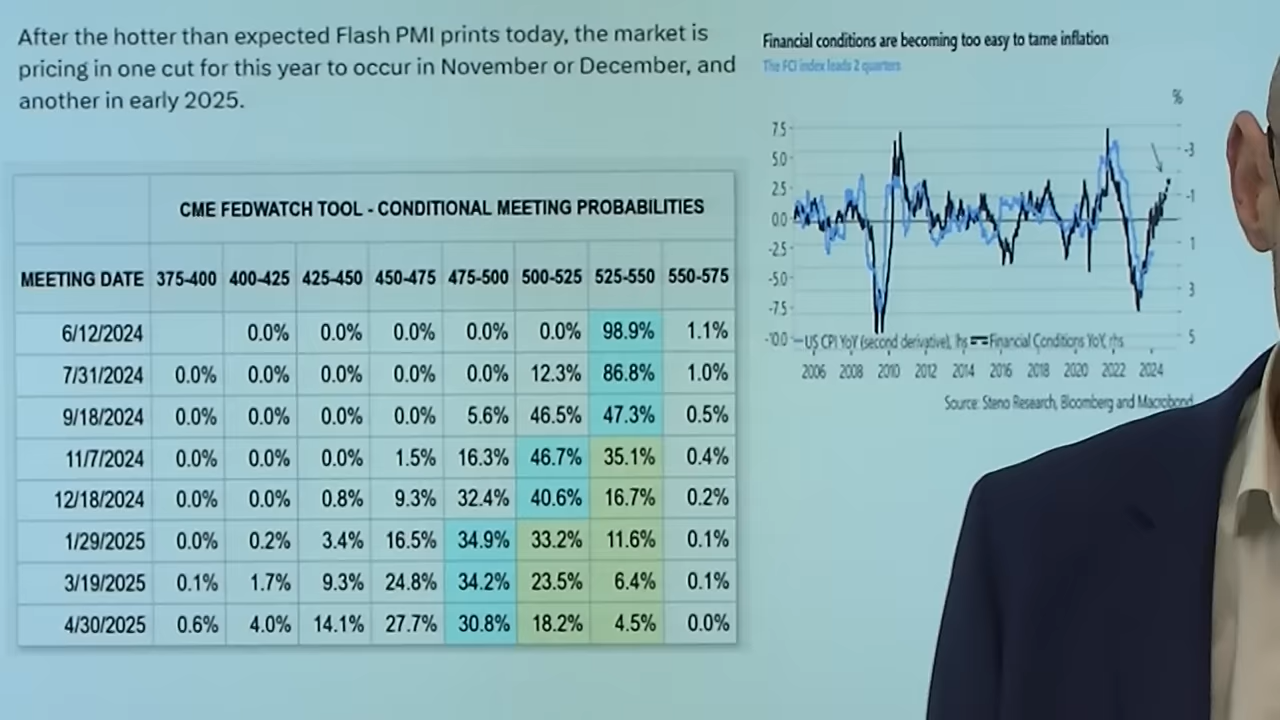 After the hotter than expected Flash PMI prints today, the market is
pricing in one cut for this year to occur in November or December, and
another in early 2025.
CME FEDWATCH TOOL - CONDITIONAL MEETING PROBABILITIES
MEETING DATE 375-400 400-425 425-450 450-475 475-500 500-525 525-550 550-575
6/12/2024 0.0% 0.0% 0.0% 0.0% 0.0% 98.9% 1.1%
7/31/2024 0.0% 0.0% 0.0% 0.0% 0.0% 12.3% 86.8% 1.0%
9/18/2024 0.0% 0.0% 0.0% 0.0% 5.6% 46.5% 47.3% 0.5%
11/7/2024 0.0% 0.0% 0.0% 1.5% 16.3% 46.7% 35.1% 0.4%
12/18/2024 0.0% 0.0% 0.8% 9.3% 32.4% 40.6% 16.7% 0.2%
1/29/2025 0.0% 0.2% 3.4% 16.5% 34.9% 33.2% 11.6% 0.1%
3/19/2025 0.1% 1.7% 9.3% 24.8% 34.2% 23.5% 6.4% 0.1%
4/30/2025 0.6% 4.0% 14.1% 27.7% 30.8% 18.2% 4.5% 0.0%
Financial conditions are becoming too easy to tame inflation
The FCI index leads 2 quarters
%
7.5
5.0 -3
2.5 -1
0.0
-2.5 1
-5.0 3
-7.5
-10.0 US CPI YoY (second derivative), lhs Financial Conditions YoY, rhs 5
2006 2008 2010 2012 2014 2016 2018 2020 2022 2024
Source: Steno Research, Bloomberg and Macrobond